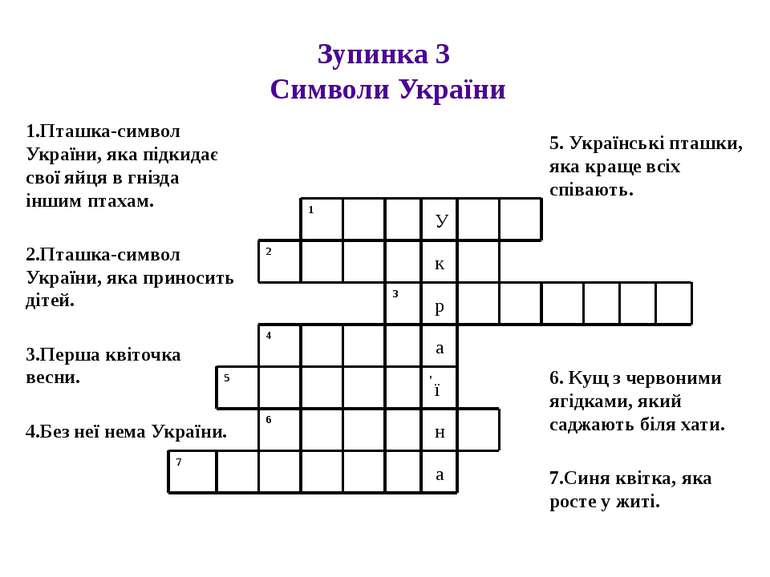 Зупинка 3
Символи України
1.Пташка-символ
України, яка підкидає
свої яйця в гнізда
іншим птахам.
2.Пташка-символ
України, яка приносить
дітей.
3.Перша квіточка
весни.
4.Без неї нема України.
5. Українські пташки,
яка краще всіх
співають.
1 У
2 к
3 р
4 а
5 ' ї
6 н
7 а
6. Кущ з червоними
ягідками, який
саджають біля хати.
7.Синя квітка, яка
росте у житі.